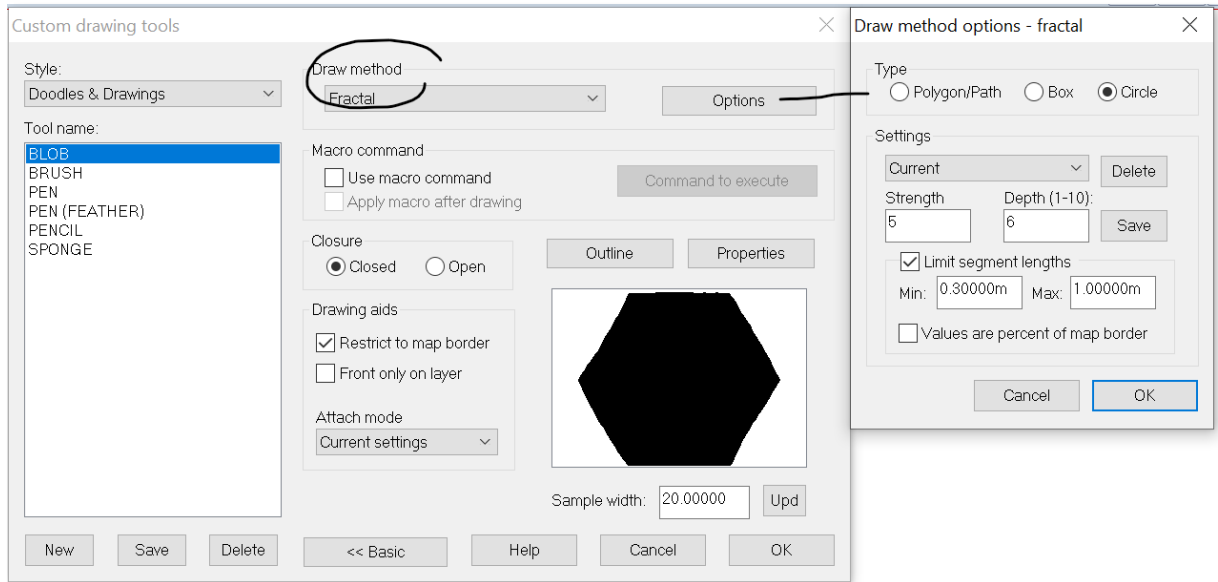 Custom drawing tools
Style:
Doodles & Drawings
Tool name:
BLOB
BRUSH
PEN
PEN (FEATHER)
PENCIL
SPONGE
New
Save
Delete
Draw method
Fractal
Options
Macro command
Use macro command
Command to execute
Apply macro after drawing
Closure
Closed
Open
Outline
Properties
Drawing aids
Restrict to map border
Front only on layer
Attach mode
Current settings
Sample width:
20.00000
Upd
<< Basic
Help
Cancel
OK
Draw method options - fractal
Type
Polygon/Path
Box
Circle
Settings
Current
Delete
Strength
Depth (1-10):
5
6
Save
Limit segment lengths
Min:
0.30000m
Max:
1.00000m
Values are percent of map border
Cancel
OK